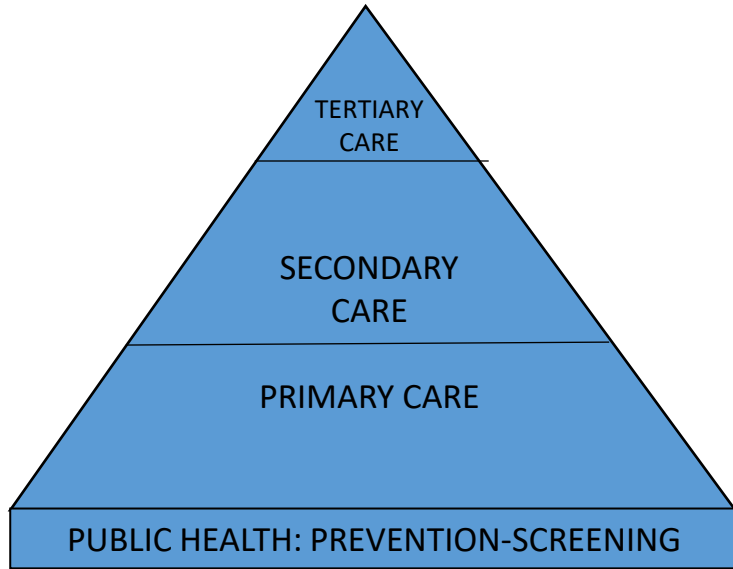 TERTIARY
CARE
SECONDARY
CARE
PRIMARY CARE
PUBLIC HEALTH: PREVENTION-SCREENING